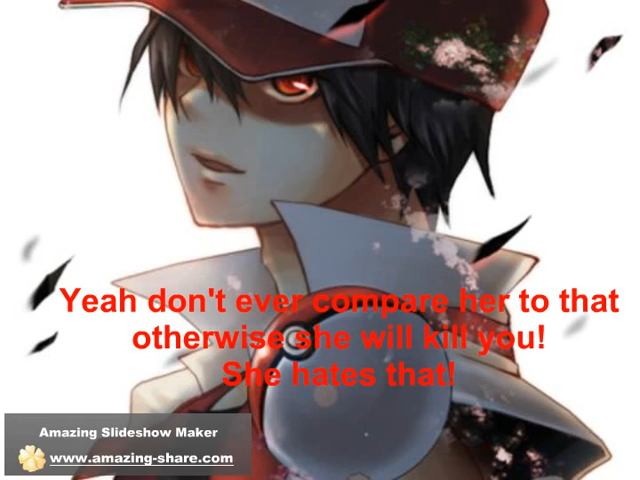 Yeah don't ever compare her to that
otherwise she will kill you!
She hates that!
Amazing Slideshow Maker
www.amazing-share.com